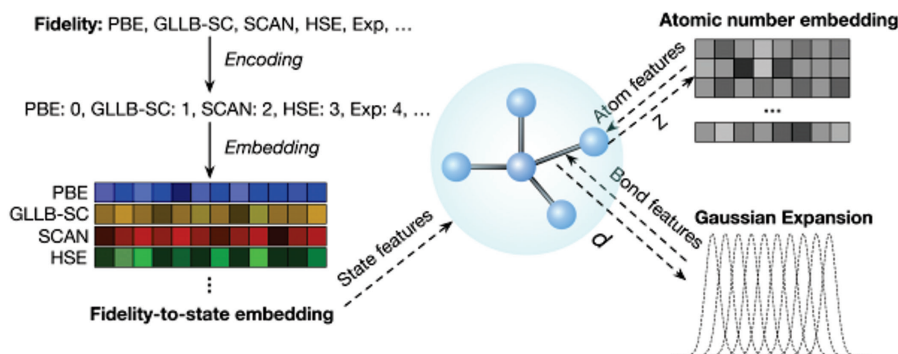 Fidelity: PBE, GLLB-SC, SCAN, HSE, Exp, ...
Encoding
PBE: 0, GLLB-SC: 1, SCAN: 2, HSE: 3, Exp: 4, ...
Embedding
PBE
GLLB-SC
SCAN
HSE
⋮
Fidelity-to-state embedding
State features
Atomic number embedding
Atom features
Z
...
Bond features
d
Gaussian Expansion